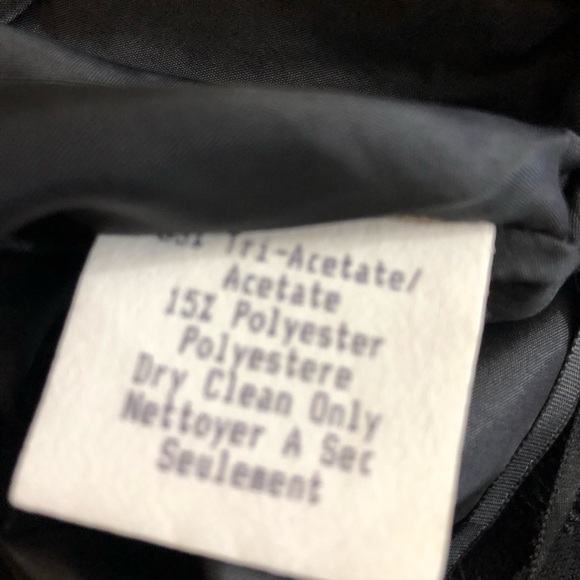 Tri-Acetate/
Acetate
15% Polyester
Polyestere
Dry Clean Only
Nettoyer A Sec
Seulement